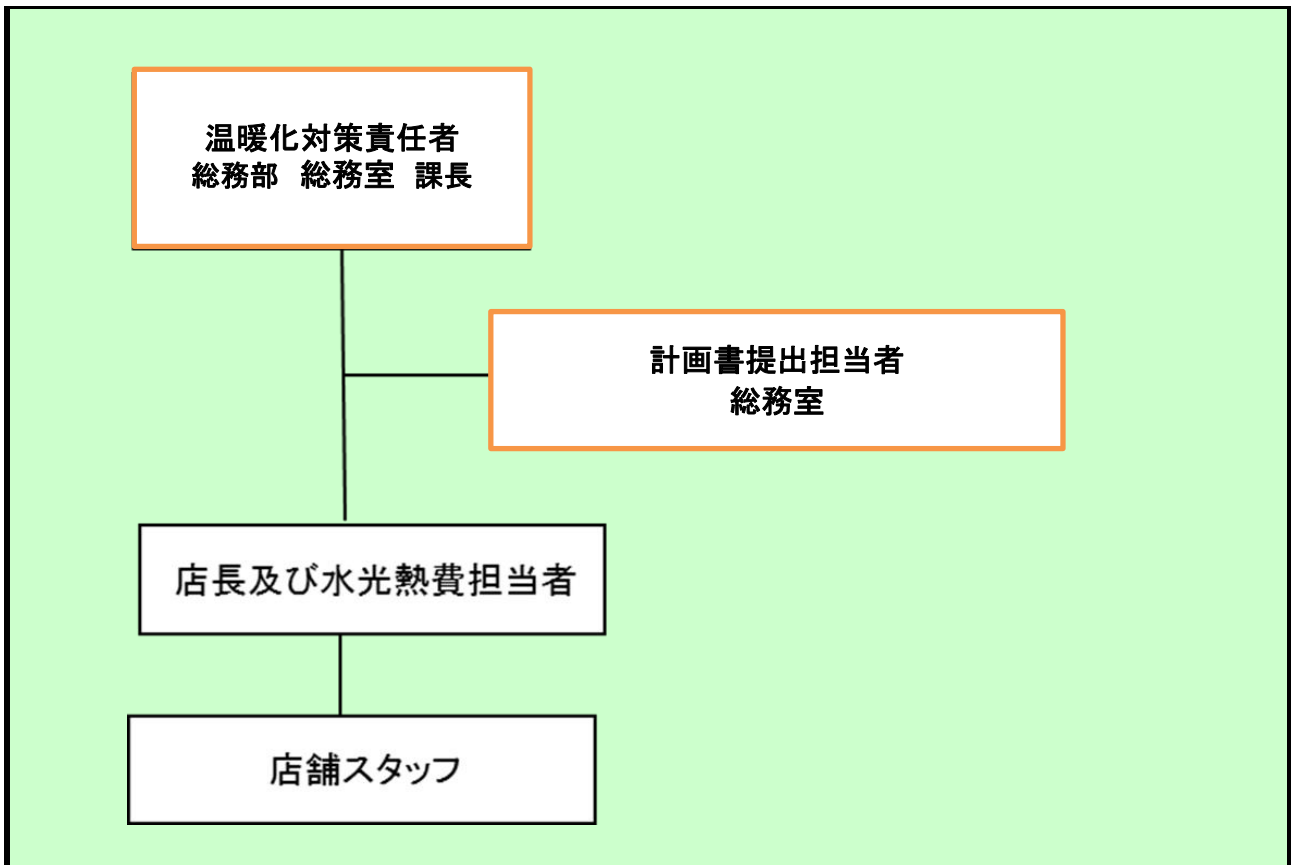 温暖化対策責任者
総務部　総務室　課長
計画書提出担当者
総務室
店長及び水光熱費担当者
店舗スタッフ